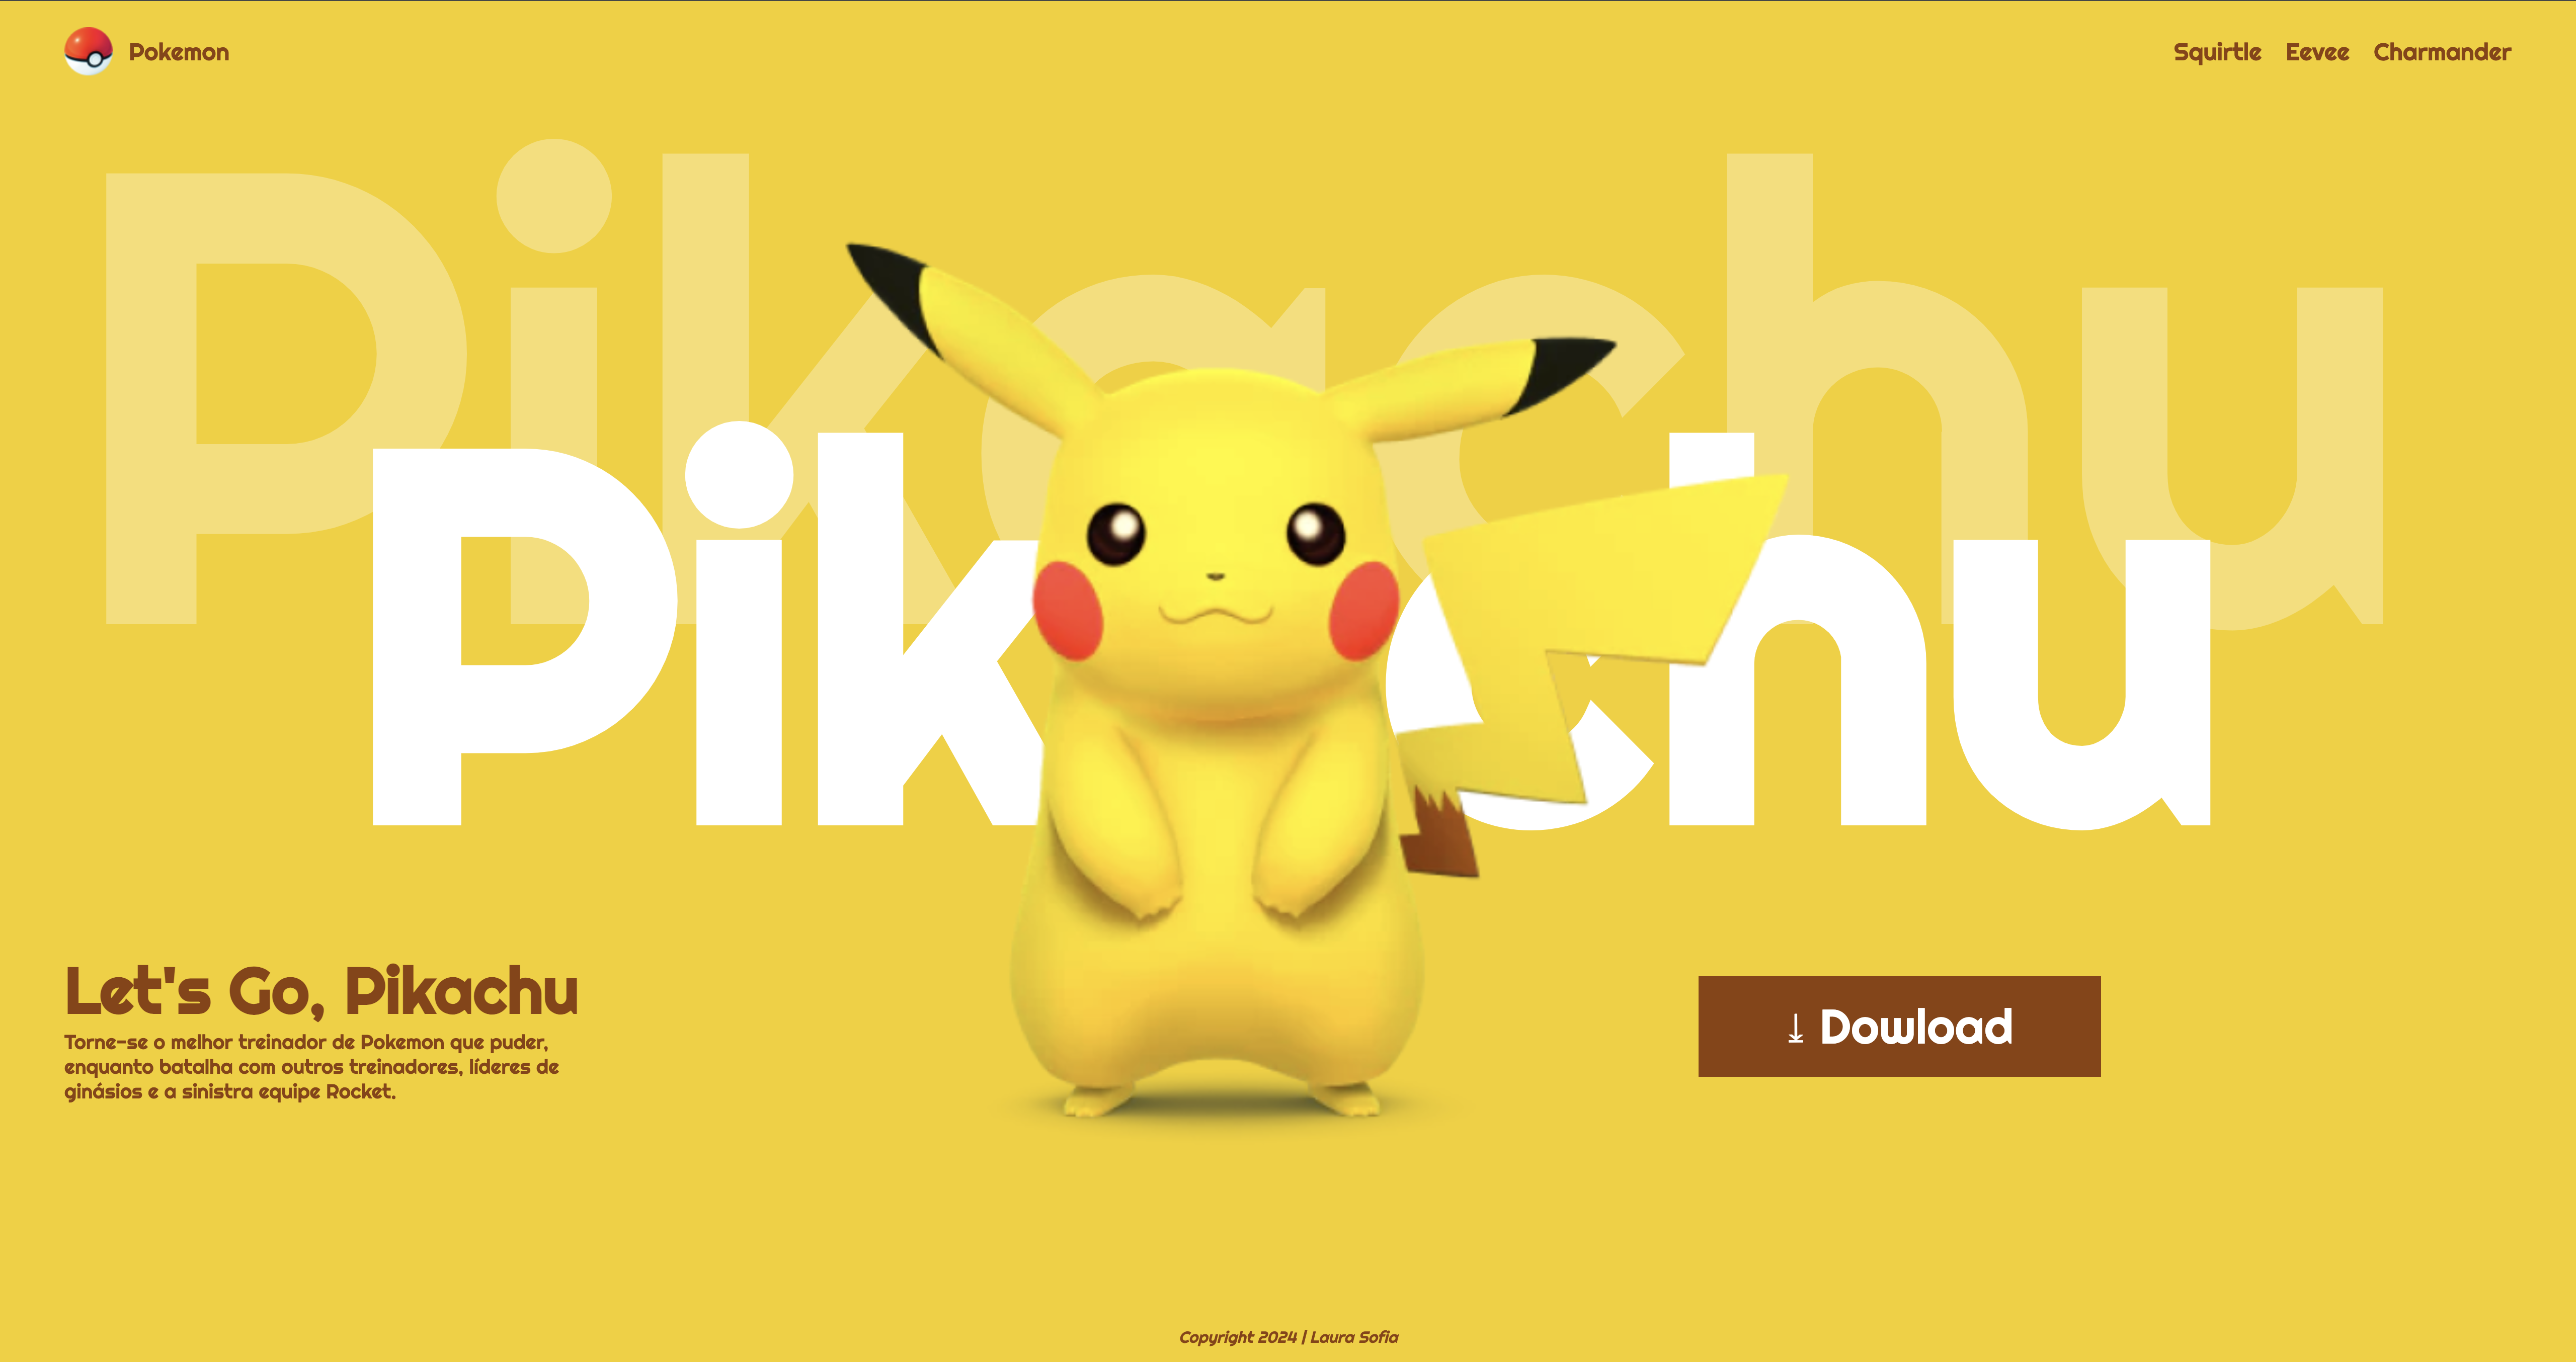 Pokemon
Squirtle Eevee Charmander
Pikachu
Pikachu
Let's Go, Pikachu
Torne-se o melhor treinador de Pokemon que puder,
enquanto batalha com outros treinadores, líderes de
ginásios e a sinistra equipe Rocket.
Dowload
Copyright 2024 | Laura Sofia